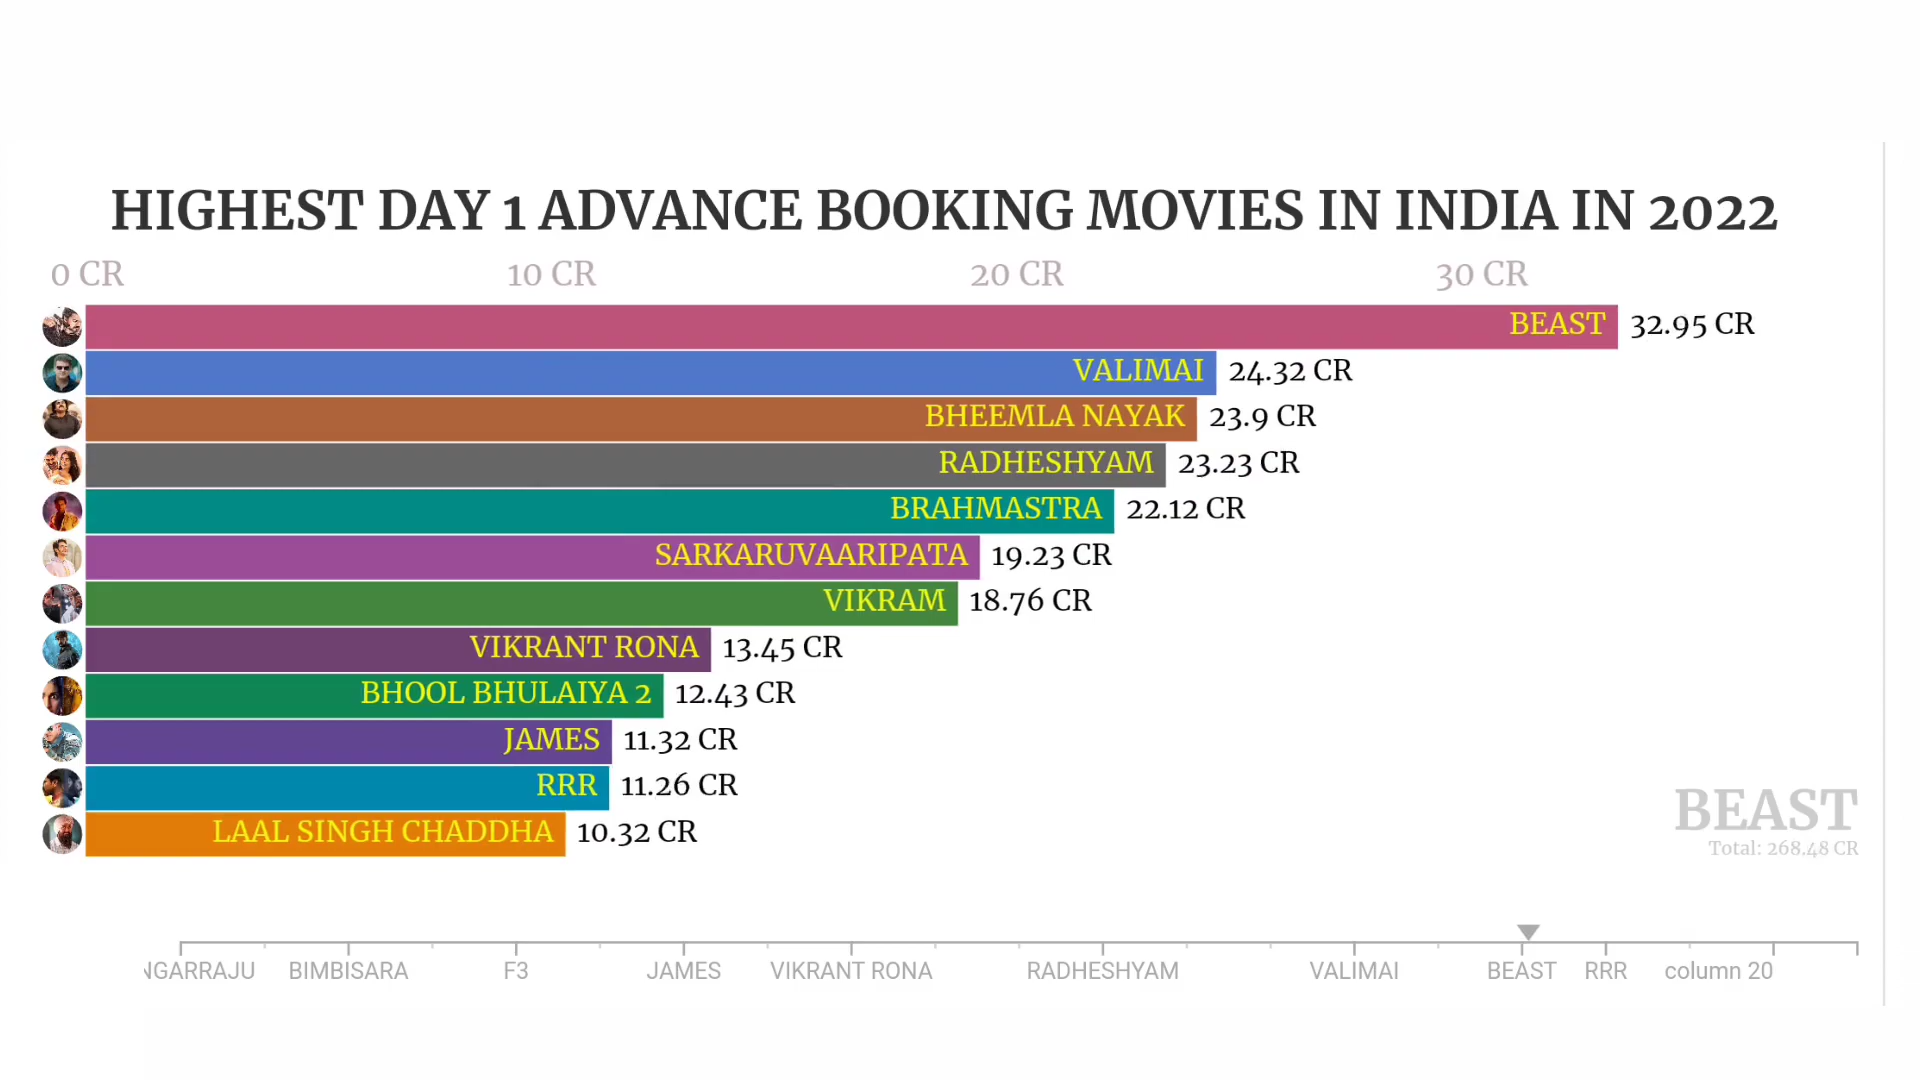 HIGHEST DAY 1 ADVANCE BOOKING MOVIES IN INDIA IN 2022
0 CR 10 CR 20 CR 30 CR
BEAST 32.95 CR
VALIMAI 24.32 CR
BHEEMLA NAYAK 23.9 CR
RADHESHYAM 23.23 CR
BRAHMASTRA 22.12 CR
SARKARUVAARIPATA 19.23 CR
VIKRAM 18.76 CR
VIKRANT RONA 13.45 CR
BHOOL BHULAIYA 2 12.43 CR
JAMES 11.32 CR
RRR 11.26 CR
LAAL SINGH CHADDHA 10.32 CR
BEAST
Total: 268.48 CR
NGARRAJU BIMBISARA F3 JAMES VIKRANT RONA RADHESHYAM VALIMAI BEAST RRR column 20